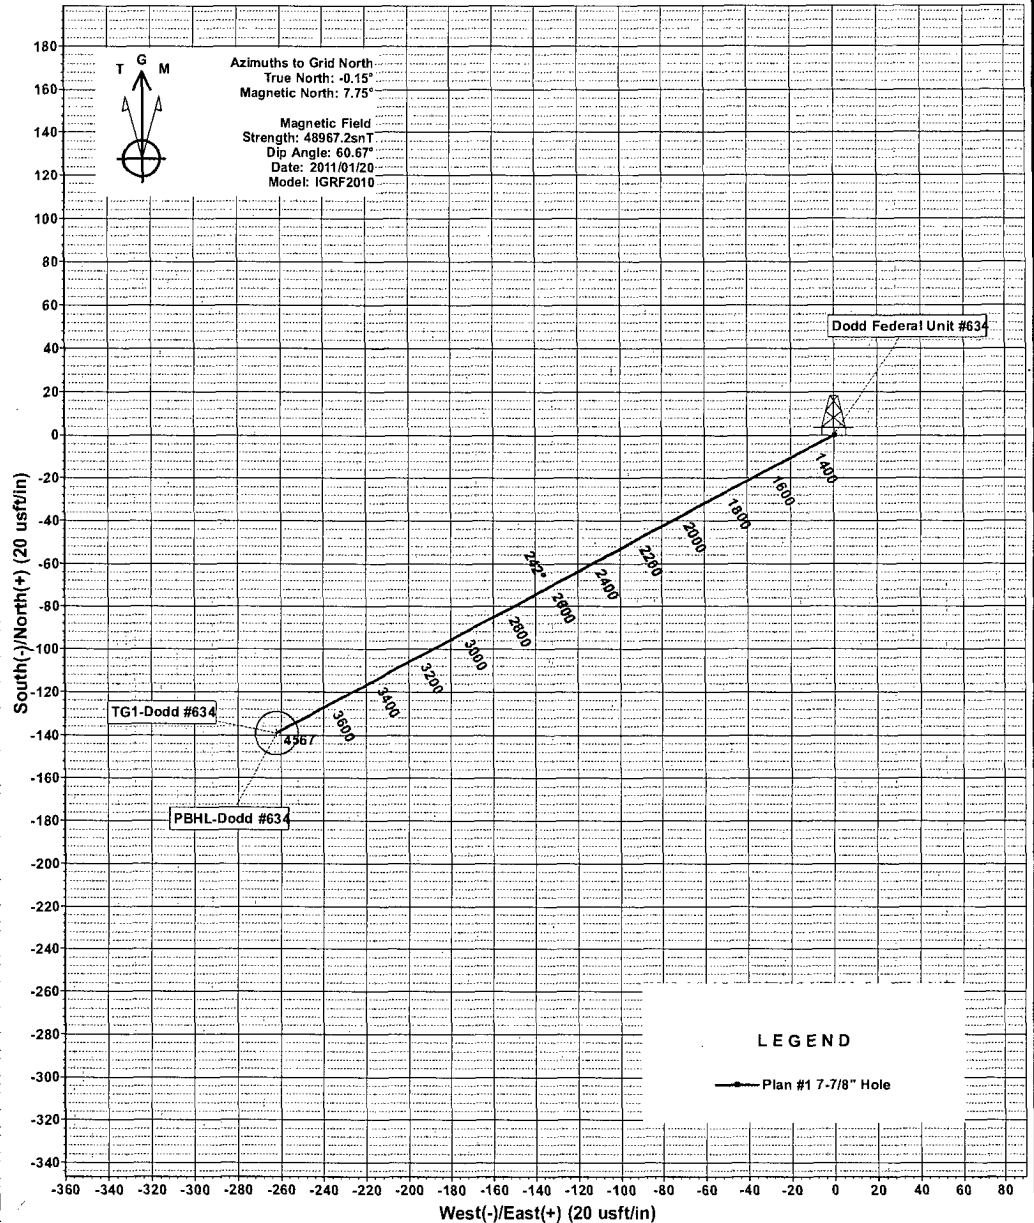 T G M
Azimuths to Grid North
True North: -0.15°
Magnetic North: 7.75°
Magnetic Field
Strength: 48967.2snT
Dip Angle: 60.67°
Date: 2011/01/20
Model: IGRF2010
180
160
140
120
100
80
60
40
20
0
-20
-40
-60
-80
-100
-120
-140
-160
-180
-200
-220
-240
-260
-280
-300
-320
-340
South(-)/North(+) (20 usft/in)
Dodd Federal Unit #634
1400
1600
1800
2000
2200
2400
242°
2600
2800
3000
3200
3400
3600
4567
TG1-Dodd #634
PBHL-Dodd #634
LEGEND
Plan #1 7-7/8" Hole
-360 -340 -320 -300 -280 -260 -240 -220 -200 -180 -160 -140 -120 -100 -80 -60 -40 -20 0 20 40 60 80
West(-)/East(+) (20 usft/in)